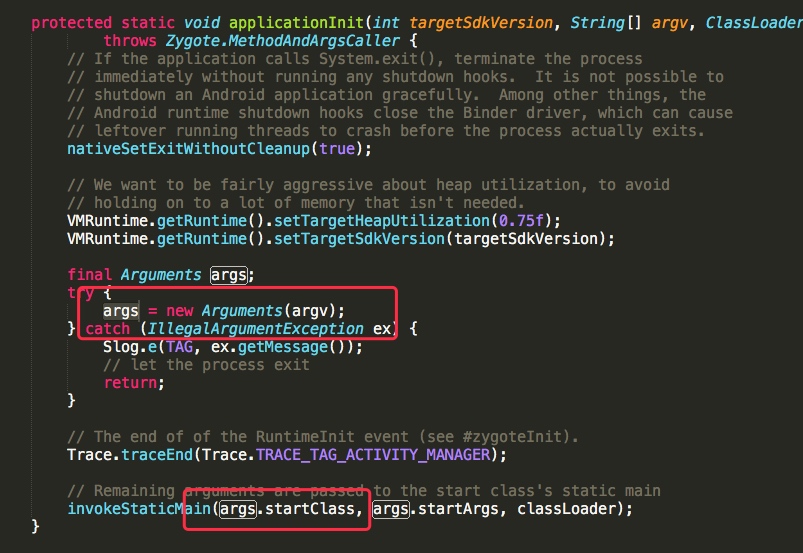 protected static void applicationInit(int targetSdkVersion, String[] argv, ClassLoader
throws Zygote.MethodAndArgsCaller {
// If the application calls System.exit(), terminate the process
// immediately without running any shutdown hooks.  It is not possible to
// shutdown an Android application gracefully.  Among other things, the
// Android runtime shutdown hooks close the Binder driver, which can cause
// leftover running threads to crash before the process actually exits.
nativeSetExitWithoutCleanup(true);
// We want to be fairly aggressive about heap utilization, to avoid
// holding on to a lot of memory that isn't needed.
VMRuntime.getRuntime().setTargetHeapUtilization(0.75f);
VMRuntime.getRuntime().setTargetSdkVersion(targetSdkVersion);
final Arguments args;
try {
args = new Arguments(argv);
} catch (IllegalArgumentException ex) {
Slog.e(TAG, ex.getMessage());
// let the process exit
return;
}
// The end of of the RuntimeInit event (see #zygoteInit).
Trace.traceEnd(Trace.TRACE_TAG_ACTIVITY_MANAGER);
// Remaining arguments are passed to the start class's static main
invokeStaticMain(args.startClass, args.startArgs, classLoader);
}